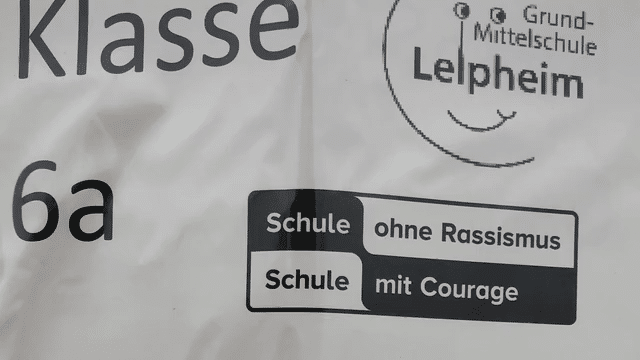 Klasse
6a
Grund-
Mittelschule
Leipheim
Schule ohne Rassismus
Schule mit Courage